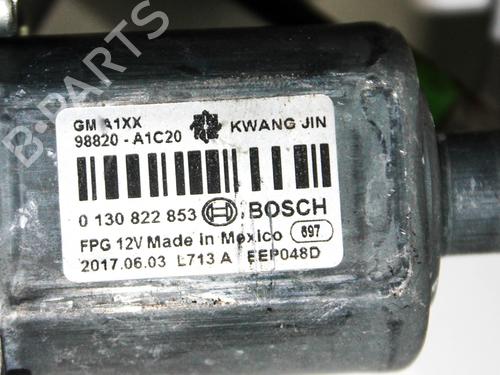 B-PARTS
GM A1XX
98820 - A1C20
KWANG JIN
0 130 822 853 BOSCH
FPG 12V Made in Mexico 697
2017.06.03 L713 A EEP048D